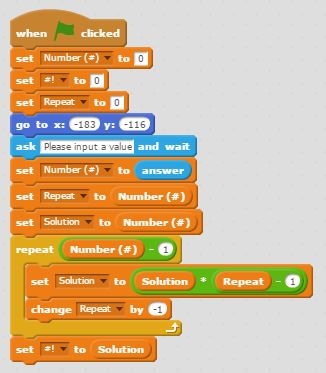 when clicked
set Number (#) to 0
set #! to 0
set Repeat to 0
go to x: -183 y: -116
ask Please input a value and wait
set Number (#) to answer
set Repeat to Number (#)
set Solution to Number (#)
repeat Number (#) - 1
set Solution to Solution * Repeat - 1
change Repeat by -1
set #! to Solution